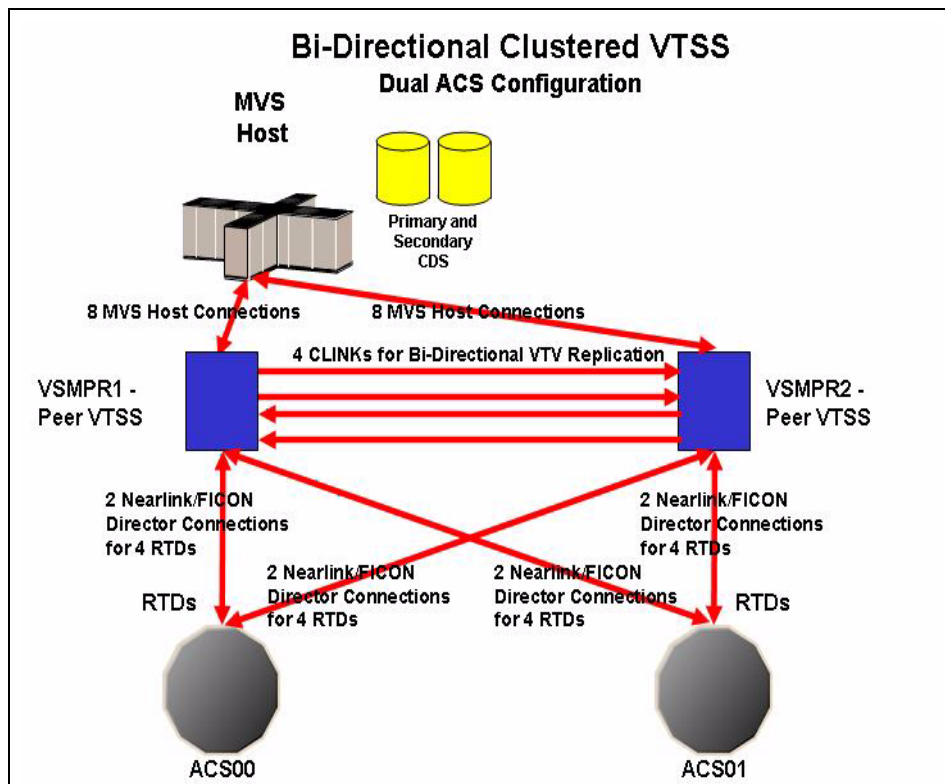 Bi-Directional Clustered VTSS
Dual ACS Configuration
MVS
Host
Primary and
Secondary
CDS
8 MVS Host Connections
8 MVS Host Connections
4 CLINKs for Bi-Directional VTV Replication
VSMPR1 -
Peer VTSS
VSMPR2 -
Peer VTSS
2 Nearlink/FICON
Director Connections
for 4 RTDs
2 Nearlink/FICON
Director Connections
for 4 RTDs
2 Nearlink/FICON
Director Connections
for 4 RTDs
2 Nearlink/FICON
Director Connections
for 4 RTDs
RTDs
RTDs
ACS00
ACS01